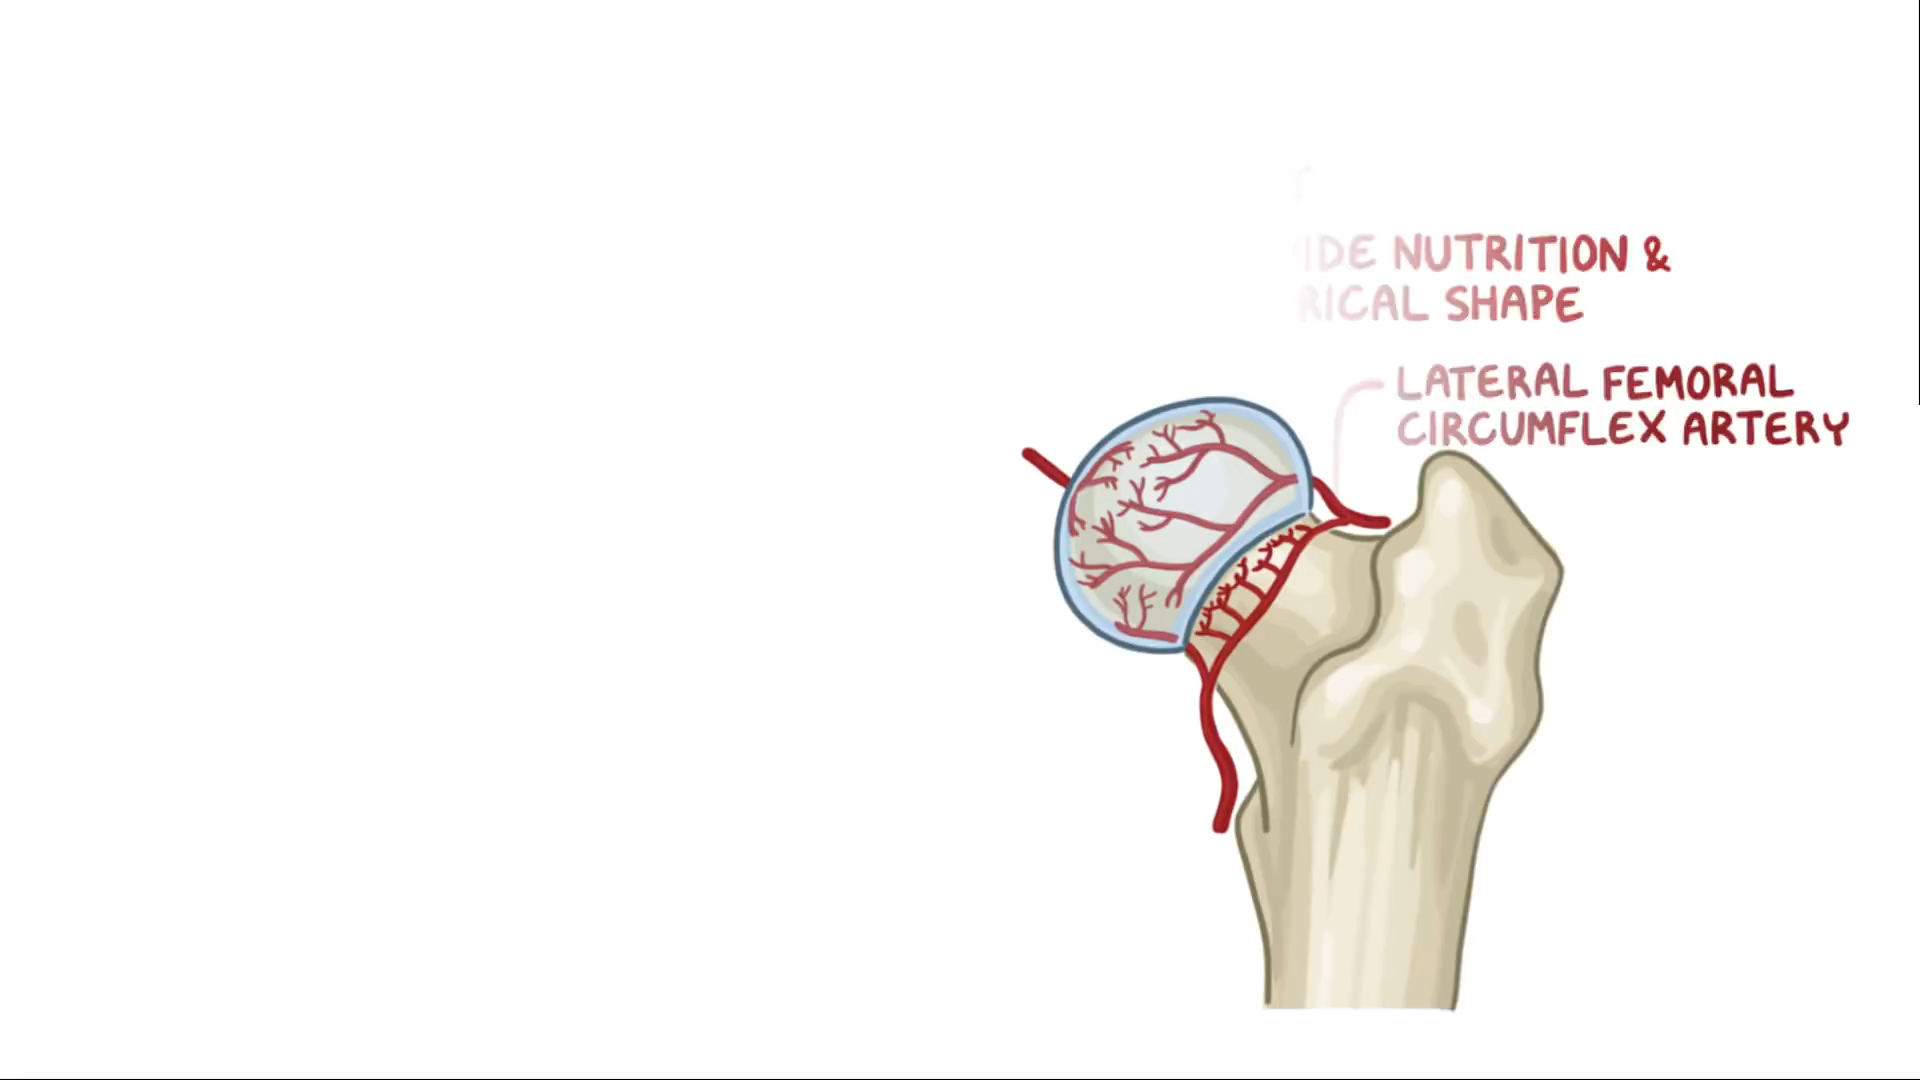 IDE NUTRITION &
RICAL SHAPE
LATERAL FEMORAL
CIRCUMFLEX ARTERY